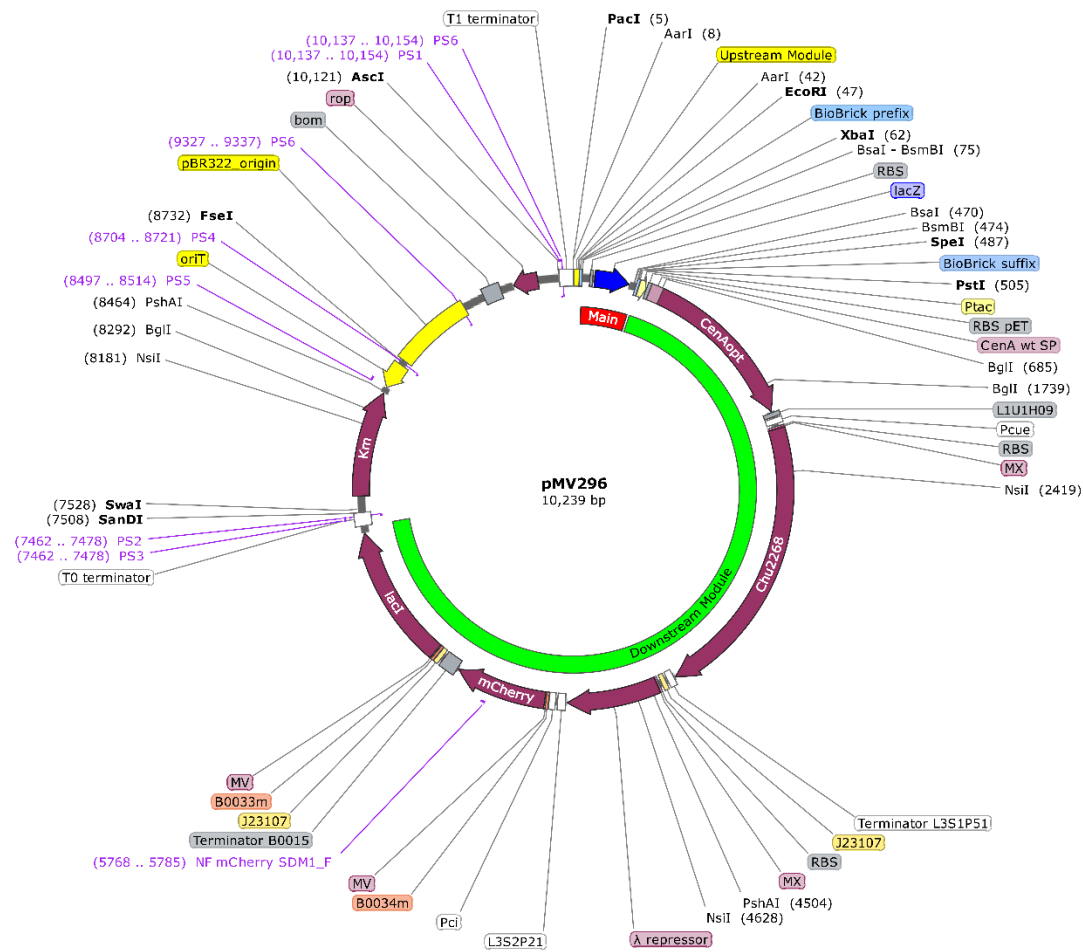 T1 terminator
PacI (5)
AarI (8)
Upstream Module
AarI (42)
EcoRI (47)
BioBrick prefix
XbaI (62)
BsaI - BsmBI (75)
RBS
lacZ
BsaI (470)
BsmBI (474)
SpeI (487)
BioBrick suffix
PstI (505)
Ptac
RBS pET
CenA wt SP
BglI (685)
BglI (1739)
L1U1H09
Pcue
RBS
MX
NsiI (2419)
Terminator L3S1P51
J23107
RBS
MX
PshAI (4504)
NsiI (4628)
λ repressor
L3S2P21
Pci
B0034m
MV
(5768 .. 5785) NF mCherry SDM1_F
Terminator B0015
J23107
B0033m
MV
T0 terminator
(7462 .. 7478) PS3
(7462 .. 7478) PS2
(7508) SanDI
(7528) SwaI
(8181) NsiI
(8292) BglI
(8464) PshAI
(8497 .. 8514) PS5
oriT
(8704 .. 8721) PS4
(8732) FseI
pBR322_origin
(9327 .. 9337) PS6
bom
rop
(10,121) AscI
(10,137 .. 10,154) PS1
(10,137 .. 10,154) PS6
Main
CenAopt
Chu2268
Downstream Module
mCherry
lacI
Km
pMV296
10,239 bp